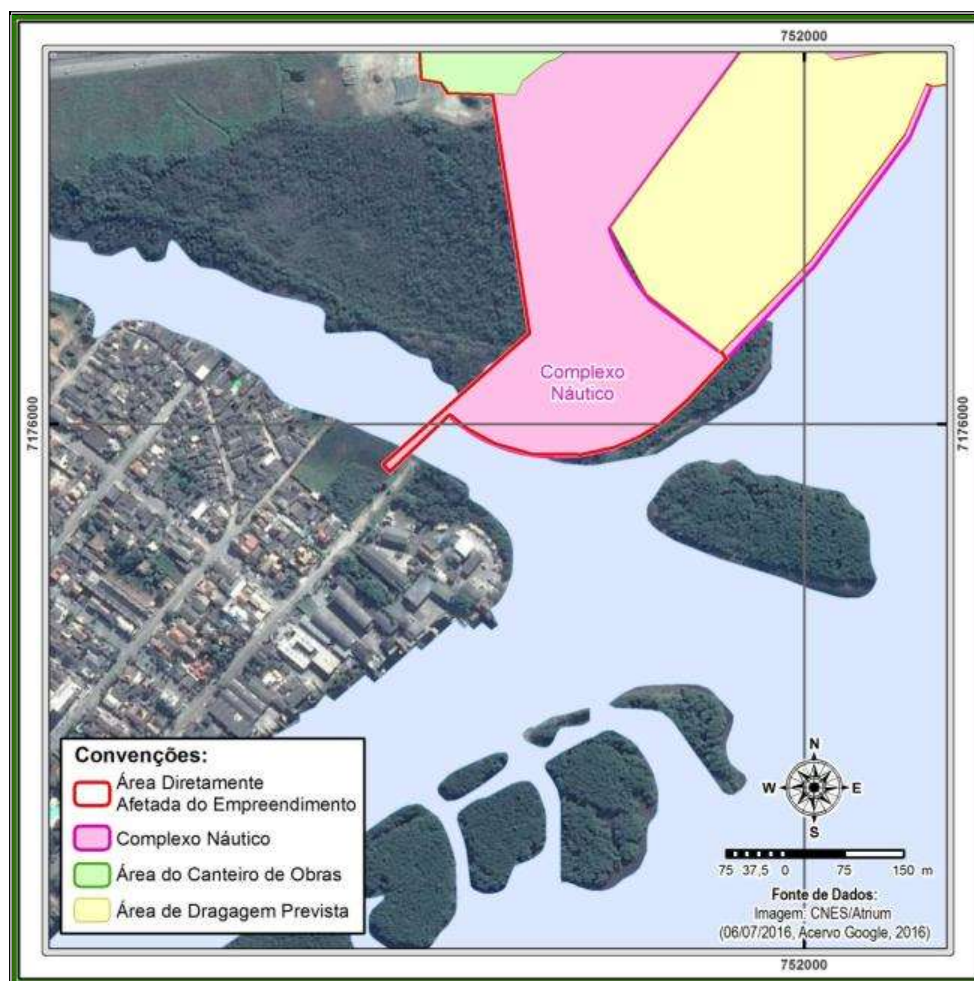 752000
7176000
7176000
Complexo
Náutico
Convenções:
Área Diretamente
Afetada do Empreendimento
Complexo Náutico
Área do Canteiro de Obras
Área de Dragagem Prevista
N
W E
S
75 37,5 0 75 150 m
Fonte de Dados:
Imagem: CNES/Atrium
(06/07/2016, Acervo Google, 2016)
752000